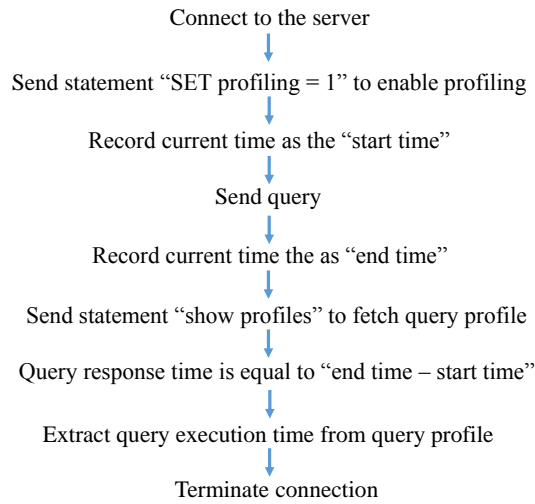 Connect to the server
Send statement “SET profiling = 1” to enable profiling
Record current time as the “start time”
Send query
Record current time the as “end time”
Send statement “show profiles” to fetch query profile
Query response time is equal to “end time – start time”
Extract query execution time from query profile
Terminate connection